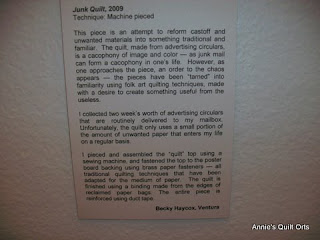 Junk Quilt, 2009
Technique: Machine pieced
This piece is an attempt to reform castoff and
unwanted materials into something traditional and
familiar. The quilt, made from advertising circulars,
is a cacophony of image and color — as junk mail
can form a cacophony in one's life. However, as
one approaches the piece, an order to the chaos
appears — the pieces have been "tamed" into
familiarity using folk art quilting techniques, made
with a desire to create something useful from the
useless.
I collected two week's worth of advertising circulars
that are routinely delivered to my mailbox.
Unfortunately, the quilt only uses a small portion of
the amount of unwanted paper that enters my life
on a regular basis.
I pieced and assembled the "quilt" top using a
sewing machine, and fastened the top to the poster
board backing using brass paper fasteners — all
traditional quilting techniques that have been
adapted for the medium of paper. The quilt is
finished using a binding made from the edges of
reclaimed paper bags. The entire piece is
reinforced using duct tape.
Becky Haynos, Ventura
Annie's Quilt Orts